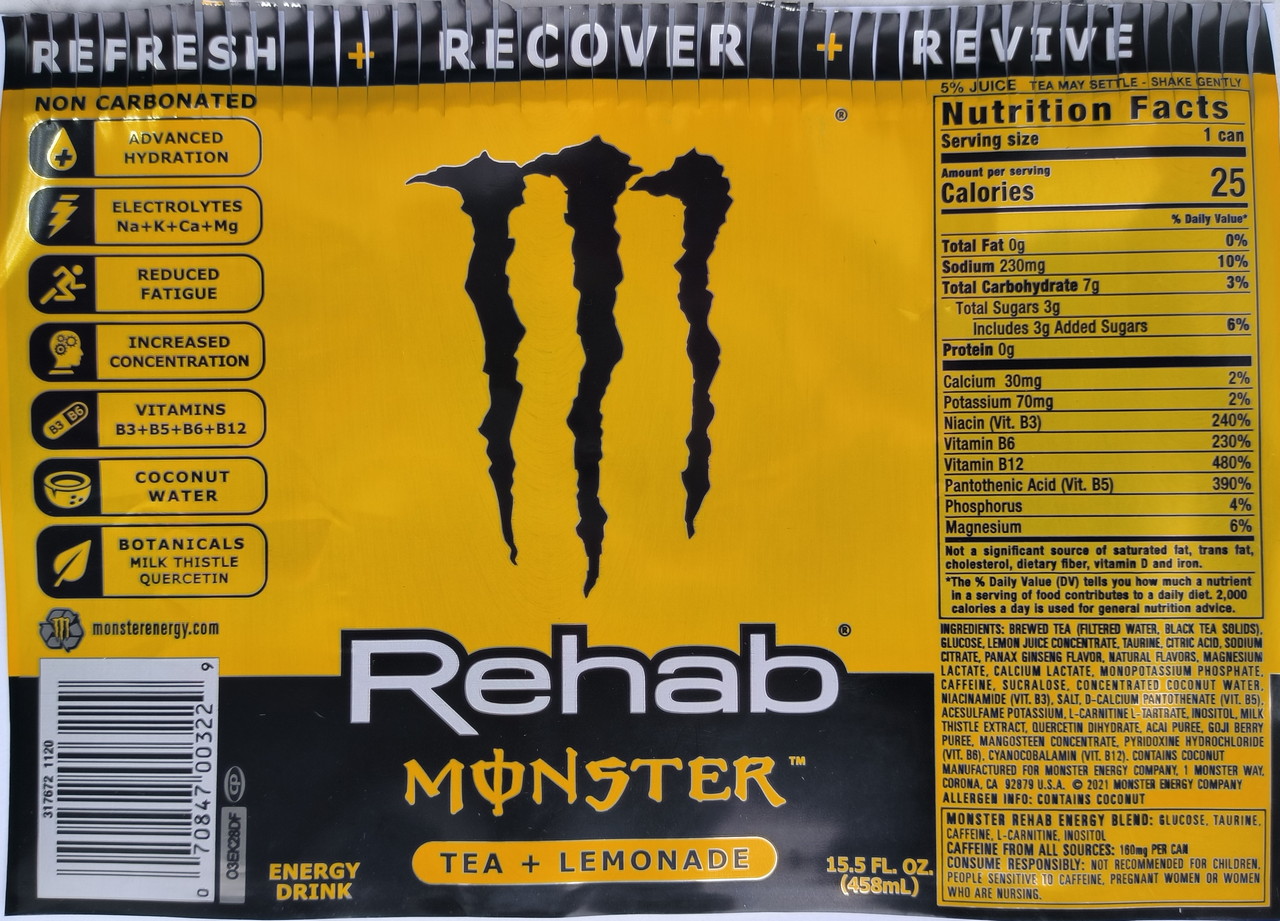 REFRESH + RECOVER + REVIVE
NON CARBONATED
ADVANCED
HYDRATION
ELECTROLYTES
Na+K+Ca+Mg
REDUCED
FATIGUE
INCREASED
CONCENTRATION
B3 B6
VITAMINS
B3+B5+B6+B12
COCONUT
WATER
BOTANICALS
MILK THISTLE
QUERCETIN
monsterenergy.com
317672 1120
0 70847 00322 9
CP
03EK28DF
®
Rehab®
MONSTER™
TEA + LEMONADE
ENERGY
DRINK
15.5 FL. OZ.
(458mL)
5% JUICE TEA MAY SETTLE - SHAKE GENTLY
Nutrition Facts
Serving size 1 can
Amount per serving
Calories 25
% Daily Value*
Total Fat 0g 0%
Sodium 230mg 10%
Total Carbohydrate 7g 3%
Total Sugars 3g
Includes 3g Added Sugars 6%
Protein 0g
Calcium 30mg 2%
Potassium 70mg 2%
Niacin (Vit. B3) 240%
Vitamin B6 230%
Vitamin B12 480%
Pantothenic Acid (Vit. B5) 390%
Phosphorus 4%
Magnesium 6%
Not a significant source of saturated fat, trans fat,
cholesterol, dietary fiber, vitamin D and iron.
*The % Daily Value (DV) tells you how much a nutrient
in a serving of food contributes to a daily diet. 2,000
calories a day is used for general nutrition advice.
INGREDIENTS: BREWED TEA (FILTERED WATER, BLACK TEA SOLIDS),
GLUCOSE, LEMON JUICE CONCENTRATE, TAURINE, CITRIC ACID, SODIUM
CITRATE, PANAX GINSENG FLAVOR, NATURAL FLAVORS, MAGNESIUM
LACTATE, CALCIUM LACTATE, MONOPOTASSIUM PHOSPHATE,
CAFFEINE, SUCRALOSE, CONCENTRATED COCONUT WATER,
NIACINAMIDE (VIT. B3), SALT, D-CALCIUM PANTOTHENATE (VIT. B5),
ACESULFAME POTASSIUM, L-CARNITINE L-TARTRATE, INOSITOL, MILK
THISTLE EXTRACT, QUERCETIN DIHYDRATE, ACAI PUREE, GOJI BERRY
PUREE, MANGOSTEEN CONCENTRATE, PYRIDOXINE HYDROCHLORIDE
(VIT. B6), CYANOCOBALAMIN (VIT. B12). CONTAINS COCONUT
MANUFACTURED FOR MONSTER ENERGY COMPANY, 1 MONSTER WAY,
CORONA, CA 92879 U.S.A. © 2021 MONSTER ENERGY COMPANY
ALLERGEN INFO: CONTAINS COCONUT
MONSTER REHAB ENERGY BLEND: GLUCOSE, TAURINE,
CAFFEINE, L-CARNITINE, INOSITOL
CAFFEINE FROM ALL SOURCES: 160mg PER CAN
CONSUME RESPONSIBLY: NOT RECOMMENDED FOR CHILDREN,
PEOPLE SENSITIVE TO CAFFEINE, PREGNANT WOMEN OR WOMEN
WHO ARE NURSING.